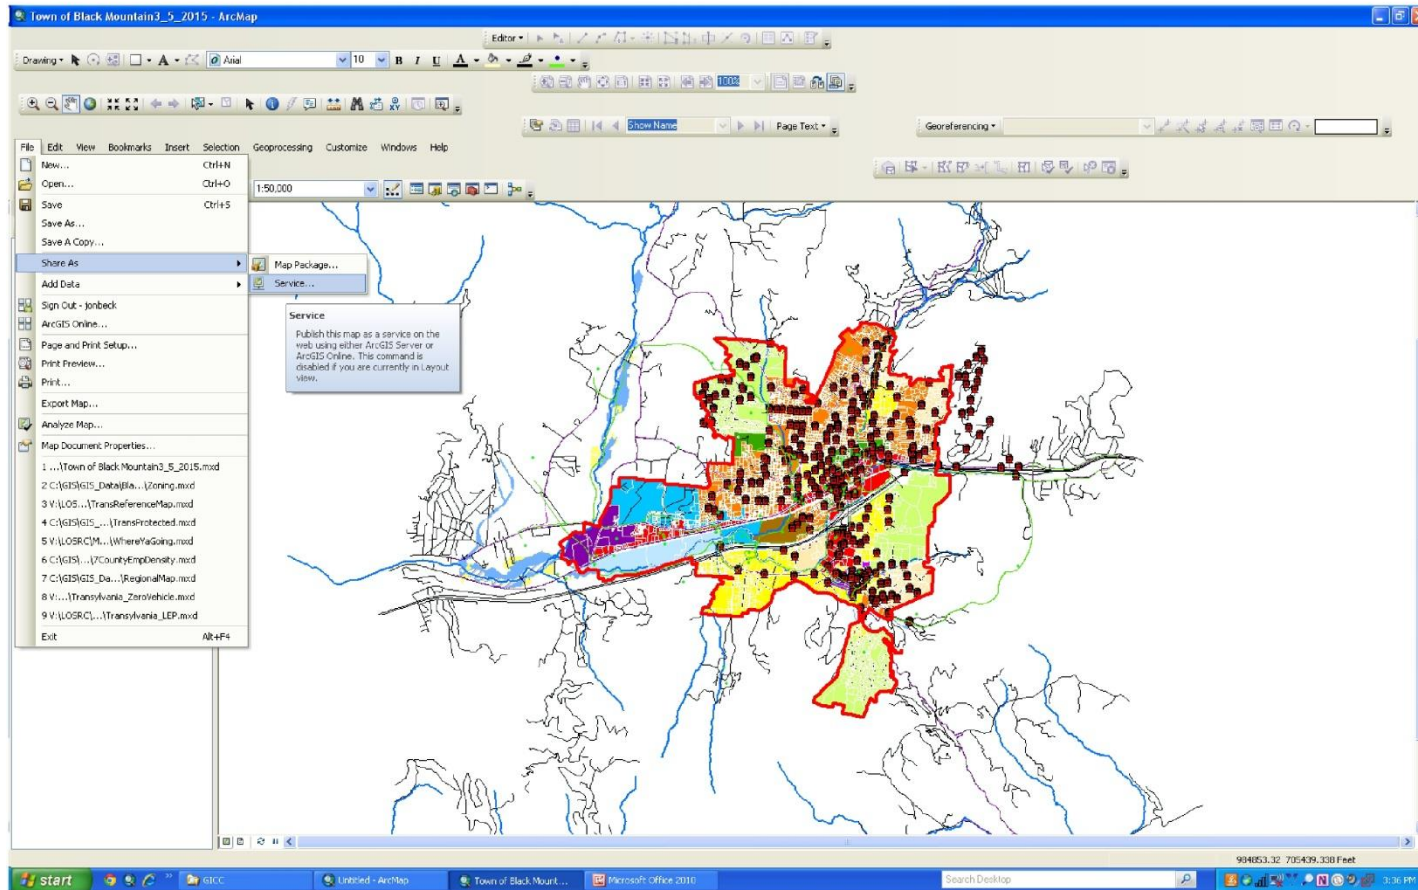 Town of Black Mountain3_5_2015 - ArcMap
Editor
Drawing
A
Arial
10
B I U A
100%
Show Name
Page Text
Georeferencing
File Edit View Bookmarks Insert Selection Geoprocessing Customize Windows Help
New... Ctrl+N
Open... Ctrl+O
1:50,000
Save Ctrl+S
Save As...
Save A Copy...
Share As
Map Package...
Add Data
Service...
Sign Out - jonbeck
ArcGIS Online...
Page and Print Setup...
Print Preview...
Print...
Export Map...
Analyze Map...
Map Document Properties...
1 ...\Town of Black Mountain3_5_2015.mxd
2 C:\GIS\GIS_Data\Bla...\Zoning.mxd
3 V:\LOS...\TransReferenceMap.mxd
4 C:\GIS\GIS_...\TransProtected.mxd
5 V:\LOSRC\M...\WhereYaGoing.mxd
6 C:\GIS\...\7CountyEmpDensity.mxd
7 C:\GIS\GIS_Da...\RegionalMap.mxd
8 V:...\Transylvania_ZeroVehicle.mxd
9 V:\LOSRC\...\Transylvania_LEP.mxd
Exit Alt+F4
Service
Publish this map as a service on the
web using either ArcGIS Server or
ArcGIS Online. This command is
disabled if you are currently in Layout
view.
984853.32 705439.338 Feet
start
GICC
Untitled - ArcMap
Town of Black Mount...
Microsoft Office 2010
Search Desktop
3:36 PM